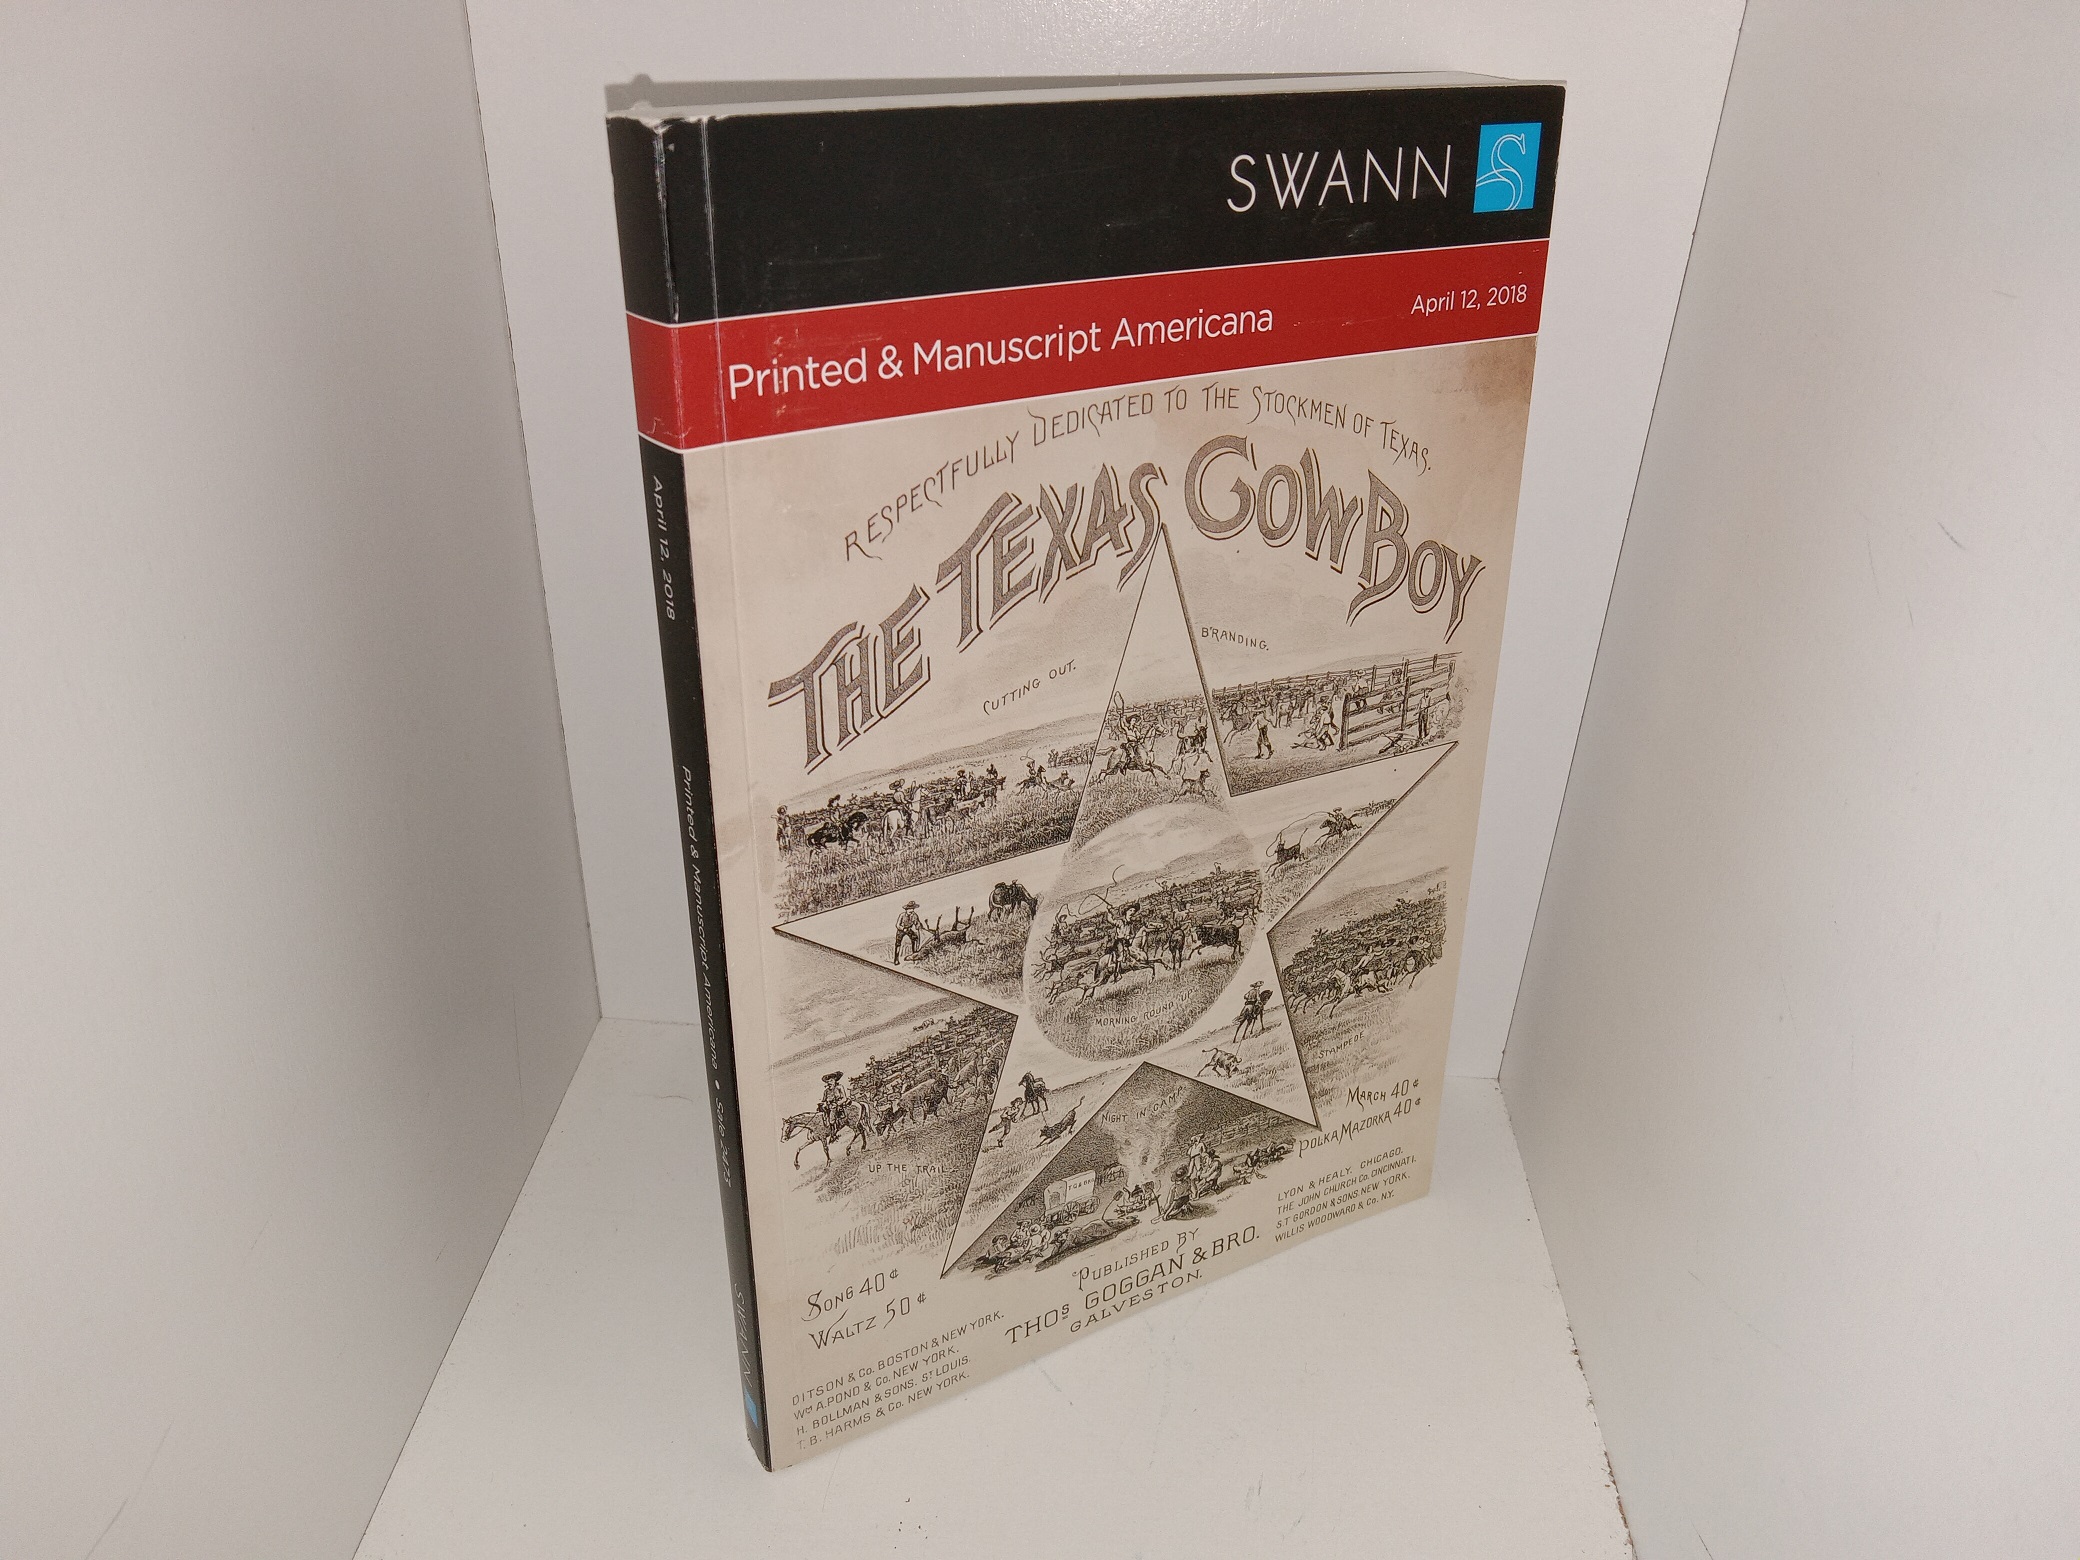 SWANN
Printed & Manuscript Americana
April 12, 2018
RESPECTFULLY DEDICATED TO THE STOCKMEN OF TEXAS.
THE TEXAS COWBOY
CUTTING OUT.
BRANDING.
MORNING ROUND UP
STAMPEDE
NIGHT IN CAMP
UP THE TRAIL
MARCH 40¢
POLKA MAZORKA 40¢
SONG 40¢
WALTZ 50¢
PUBLISHED BY
THOS GOGGAN & BRO.
GALVESTON.
LYON & HEALY. CHICAGO.
THE JOHN CHURCH Co. CINCINNATI.
S.T. GORDON & SONS. NEW YORK.
WILLIS WOODWARD & Co. N.Y.
DITSON & Co. BOSTON & NEW YORK.
Wm A. POND & Co. NEW YORK.
H. BOLLMAN & SONS. ST LOUIS.
T. B. HARMS & Co. NEW YORK.
April 12, 2018
Printed & Manuscript Americana • Sale 2473
SWANN